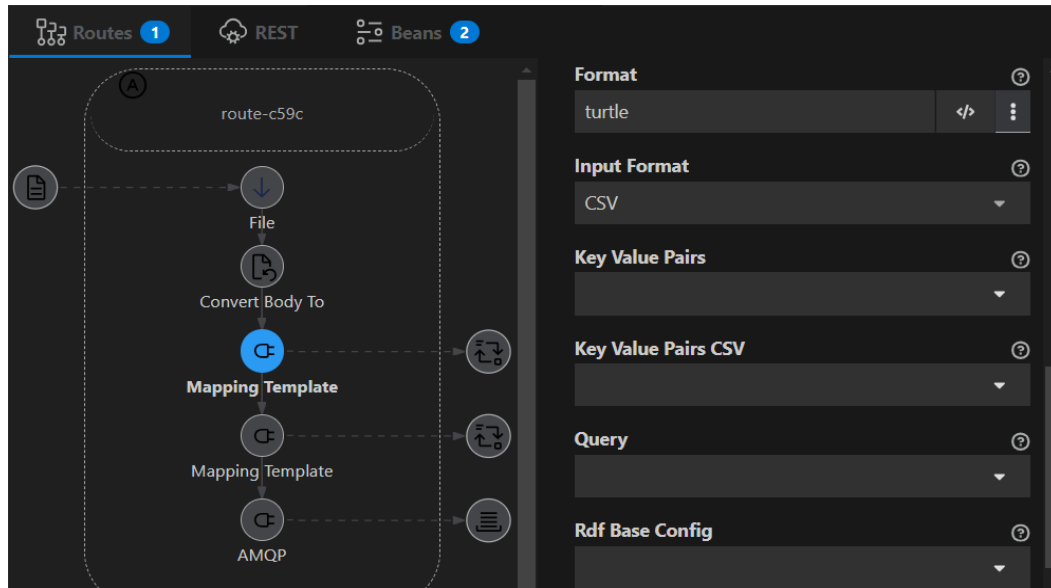 Routes 1 REST Beans 2
A
route-c59c
File
Convert Body To
Mapping Template
Mapping Template
AMQP
Format
turtle
Input Format
CSV
Key Value Pairs
Key Value Pairs CSV
Query
Rdf Base Config